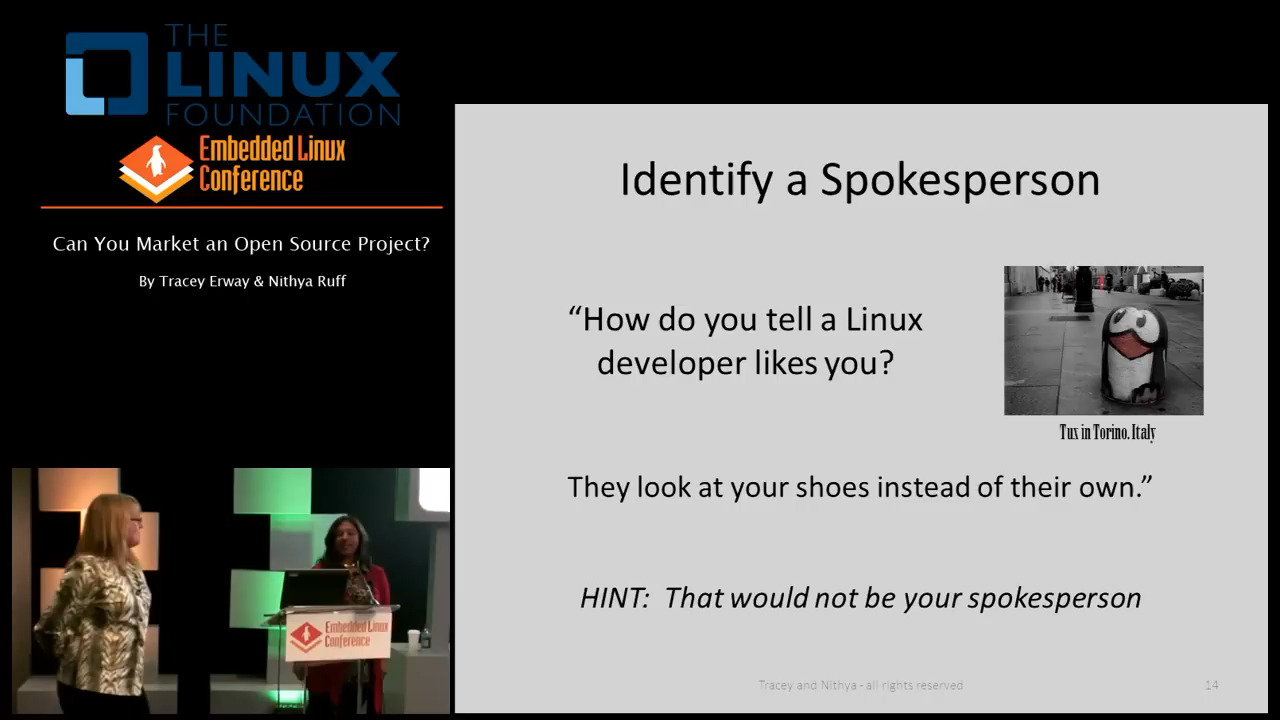 THE
LINUX
FOUNDATION
Embedded Linux
Conference
Can You Market an Open Source Project?
By Tracey Erway & Nithya Ruff
Identify a Spokesperson
“How do you tell a Linux
developer likes you?
Tux in Torino. Italy
They look at your shoes instead of their own.”
HINT: That would not be your spokesperson
Tracey and Nithya - all rights reserved
14
Embedded Linux
Conference